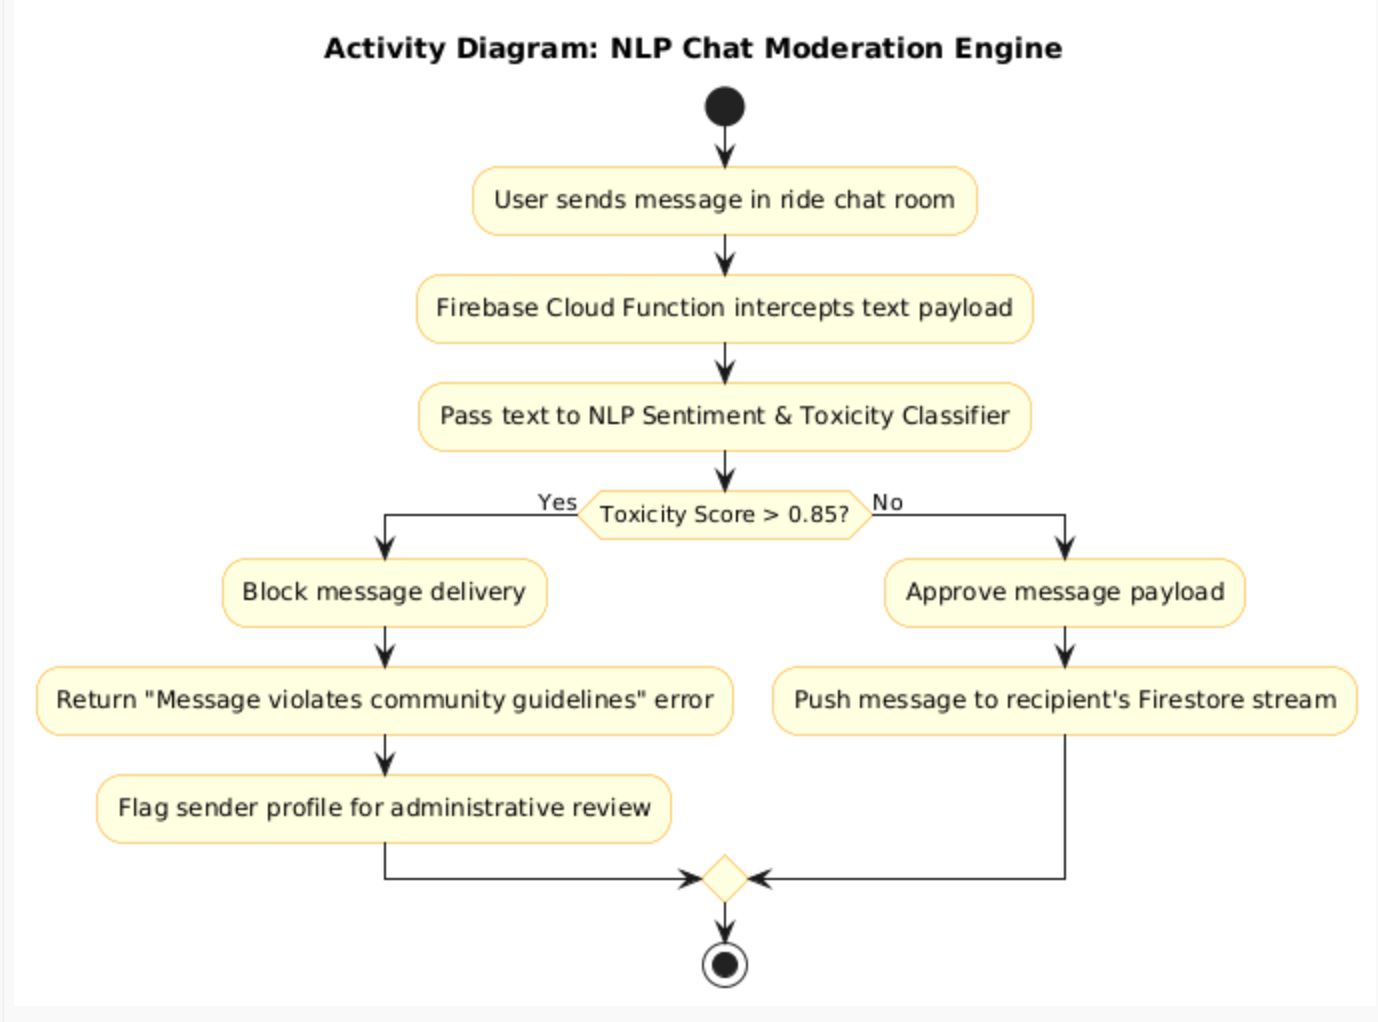 Activity Diagram: NLP Chat Moderation Engine
User sends message in ride chat room
Firebase Cloud Function intercepts text payload
Pass text to NLP Sentiment & Toxicity Classifier
Yes
Toxicity Score > 0.85?
No
Block message delivery
Approve message payload
Return "Message violates community guidelines" error
Push message to recipient's Firestore stream
Flag sender profile for administrative review